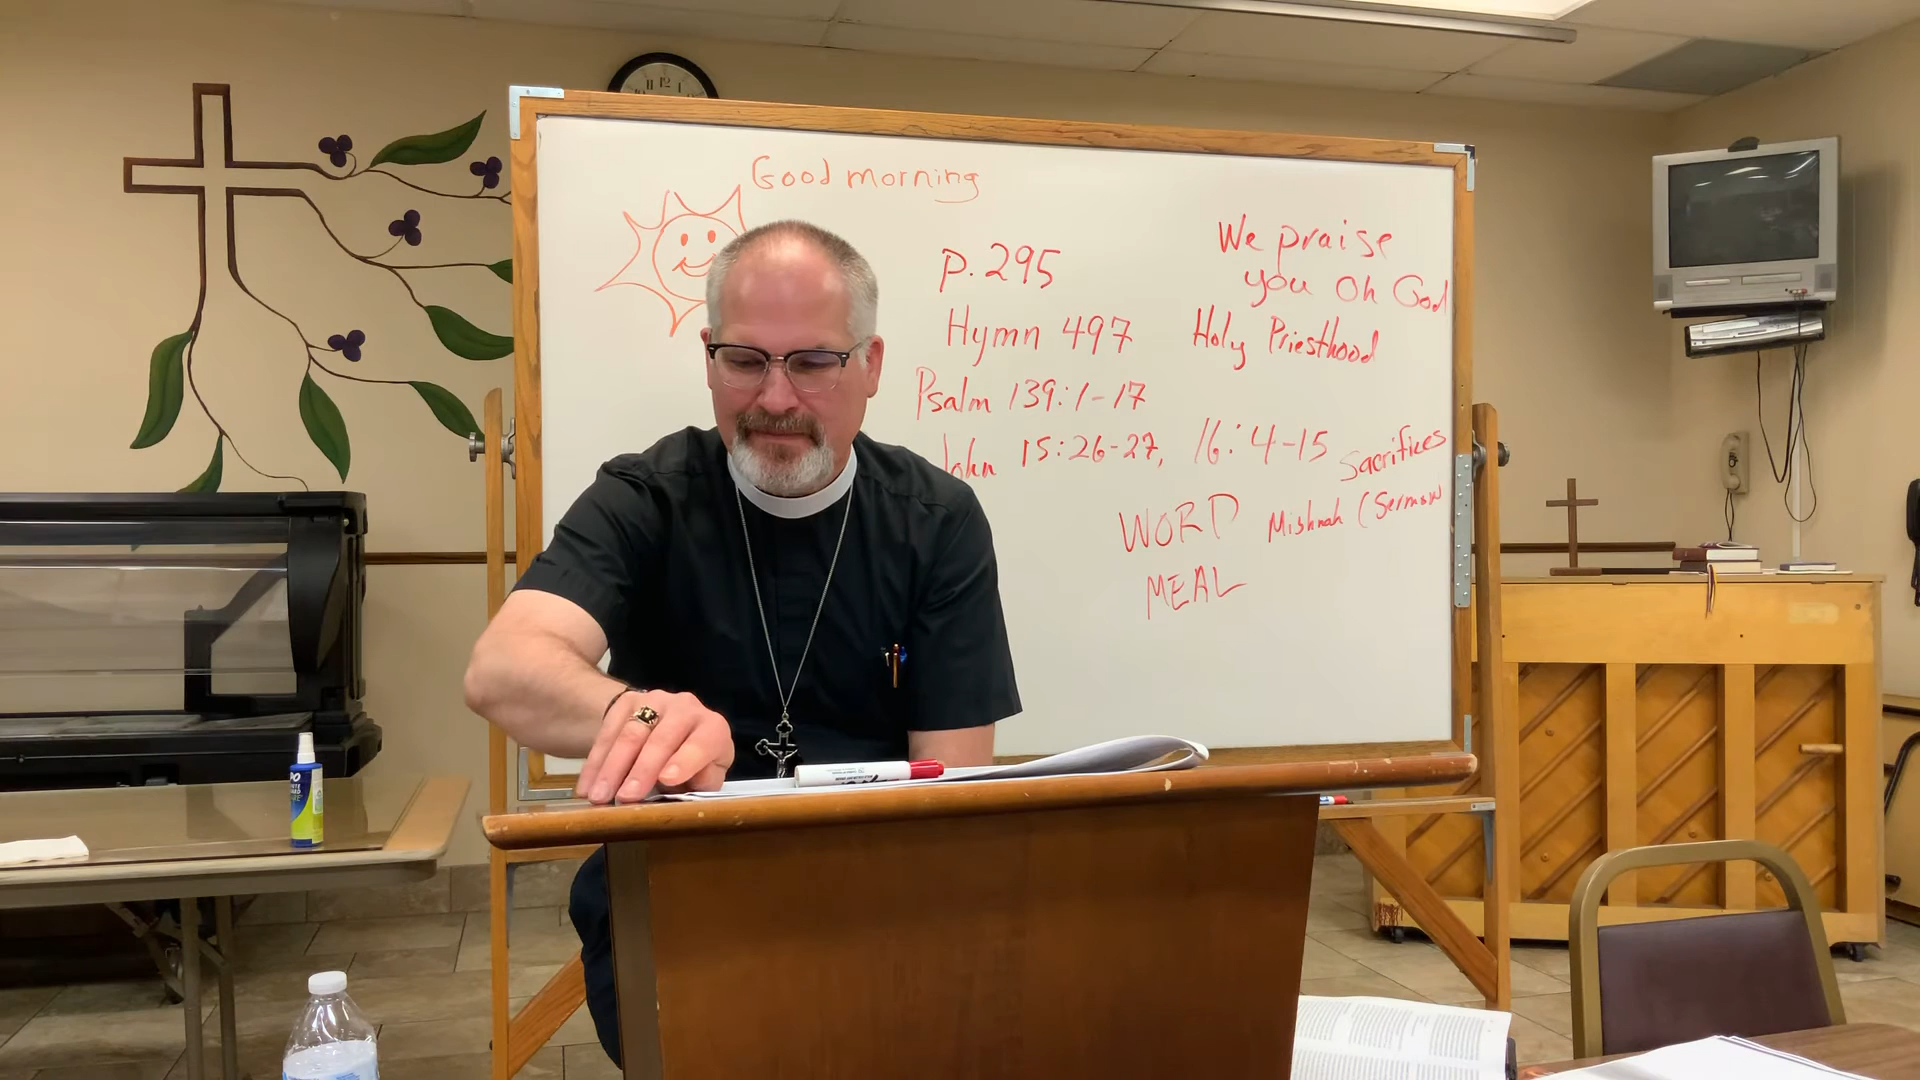 Good morning
p. 295
Hymn 497
Psalm 139:1-17
John 15:26-27, 16:4-15
We praise
you Oh God
Holy Priesthood
Sacrifices
WORD Mishnah (Sermon
MEAL